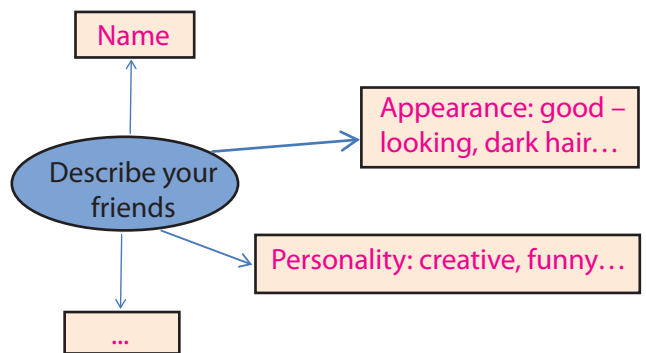 Name
Appearance: good –
looking, dark hair…
Describe your
friends
Personality: creative, funny…
...